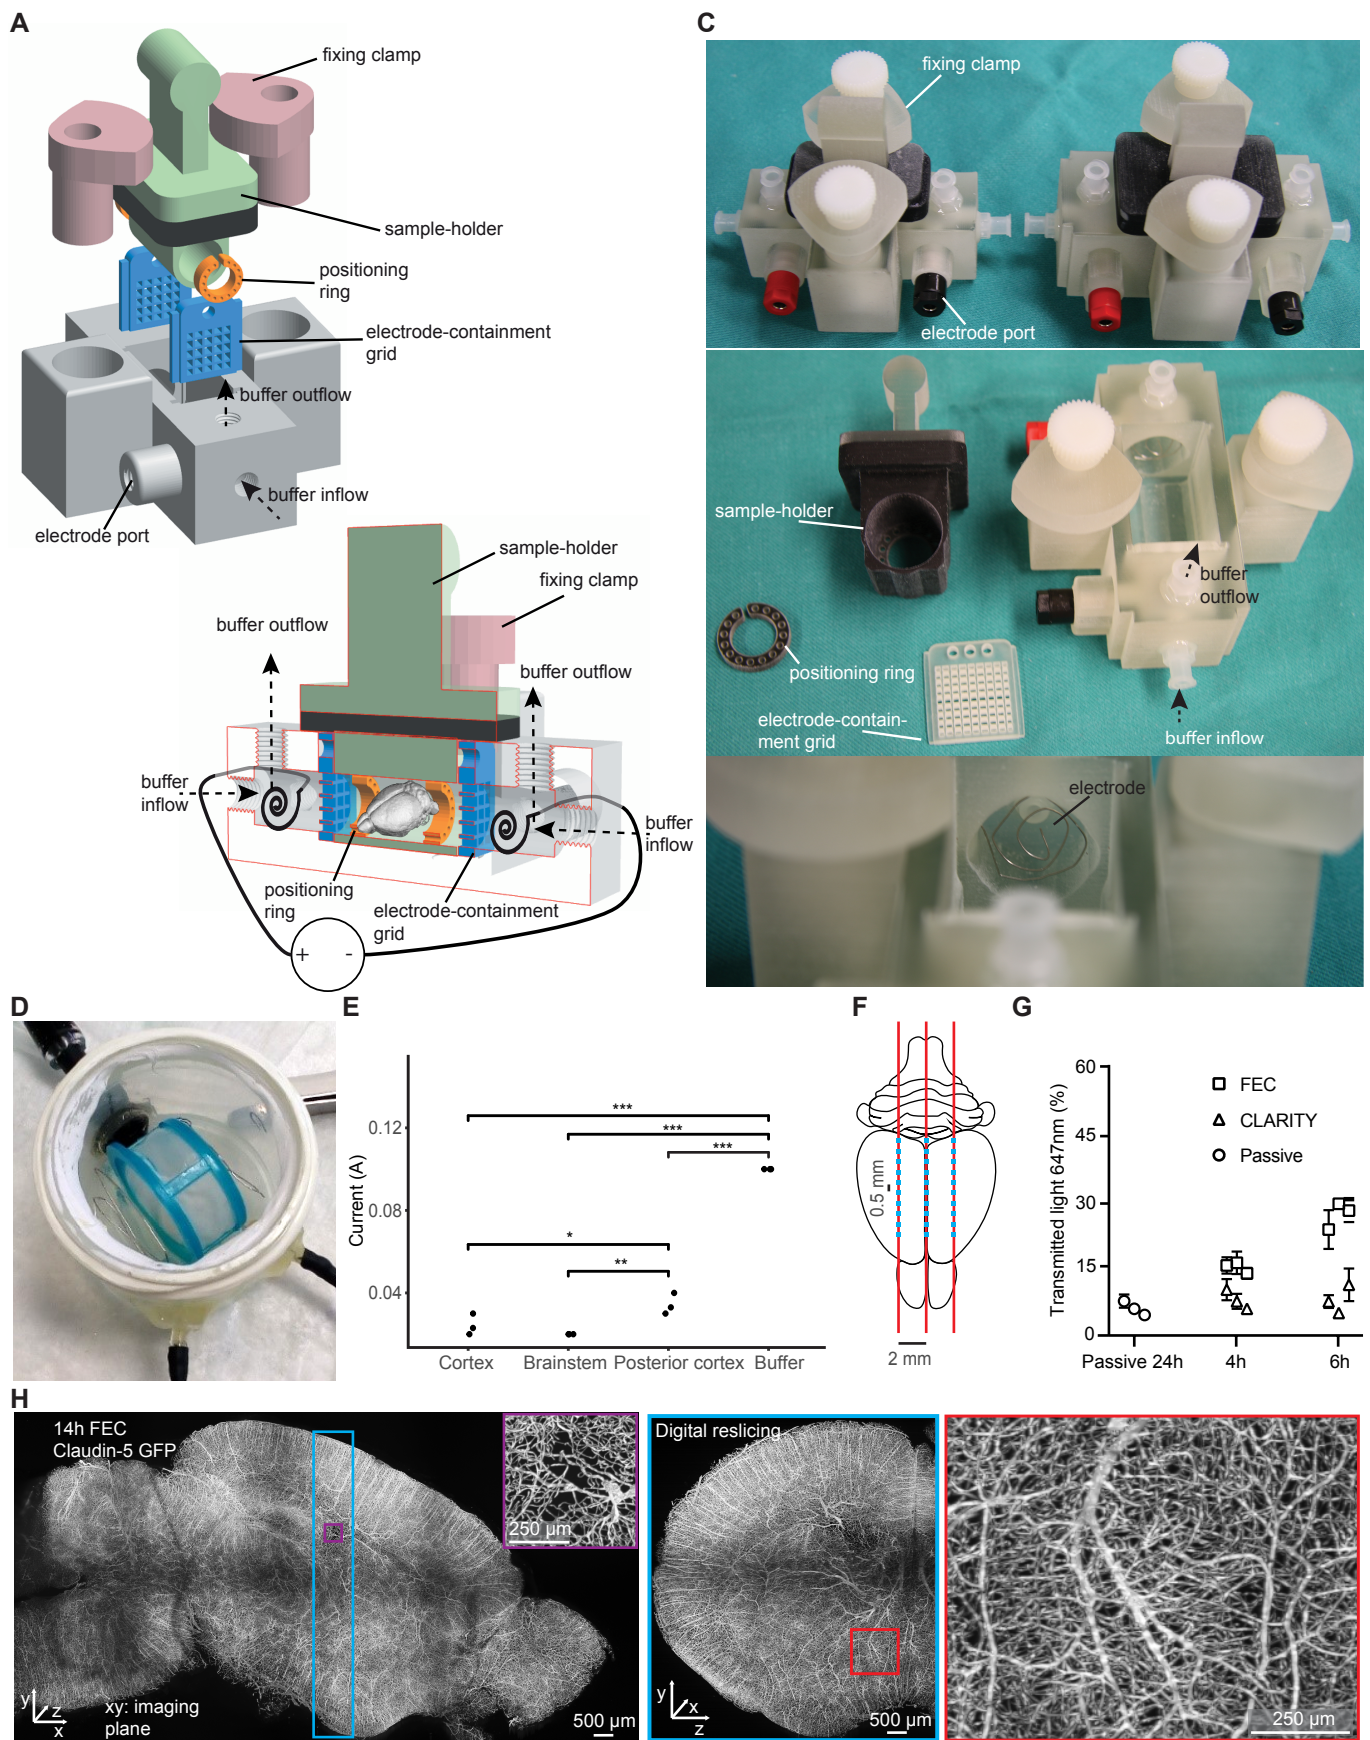 A
fixing clamp
sample-holder
positioning
ring
electrode-containment
grid
buffer outflow
buffer inflow
electrode port
sample-holder
fixing clamp
buffer outflow
buffer outflow
buffer
inflow
buffer
inflow
positioning
ring
electrode-containment
grid
+ -
C
fixing clamp
electrode port
sample-holder
buffer
outflow
positioning ring
electrode-contain-
ment grid
buffer inflow
electrode
D
E
Current (A)
0.12
0.08
0.04
***
***
***
*
**
Cortex Brainstem Posterior cortex Buffer
F
0.5 mm
2 mm
G
Transmitted light 647nm (%)
60
45
30
15
0
FEC
CLARITY
Passive
Passive 24h 4h 6h
H
14h FEC
Claudin-5 GFP
250 µm
y z
x
xy: imaging
plane
500 µm
Digital reslicing
y x
z
500 µm
250 µm